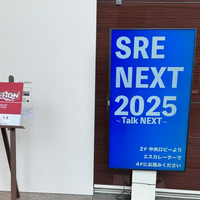 SRE
NEXT
2025
~Talk NEXT~
2F 中央ロビーより
エスカレーターで
4Fにお越しください